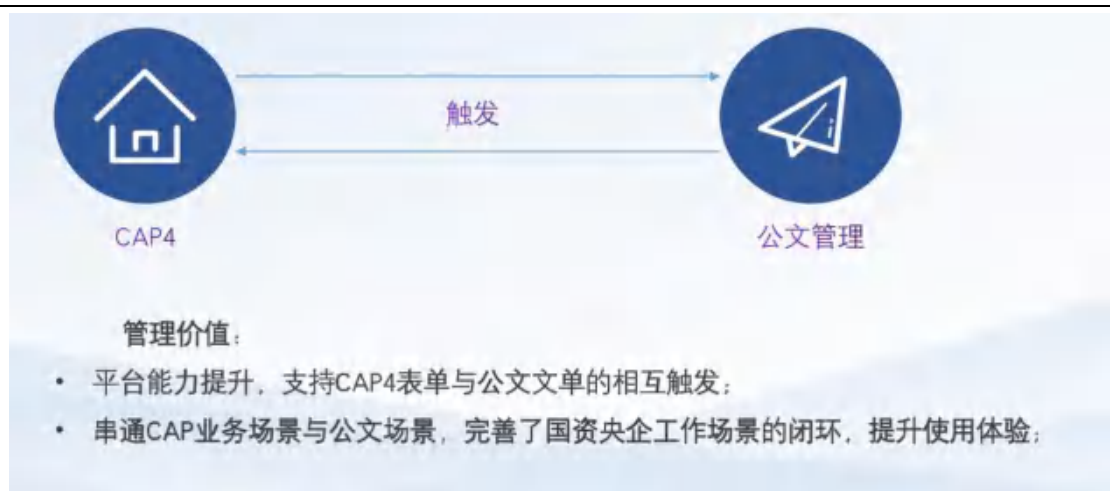 触发
CAP4
公文管理
管理价值：
• 平台能力提升，支持CAP4表单与公文文单的相互触发；
• 串通CAP业务场景与公文场景，完善了国资央企工作场景的闭环，提升使用体验；